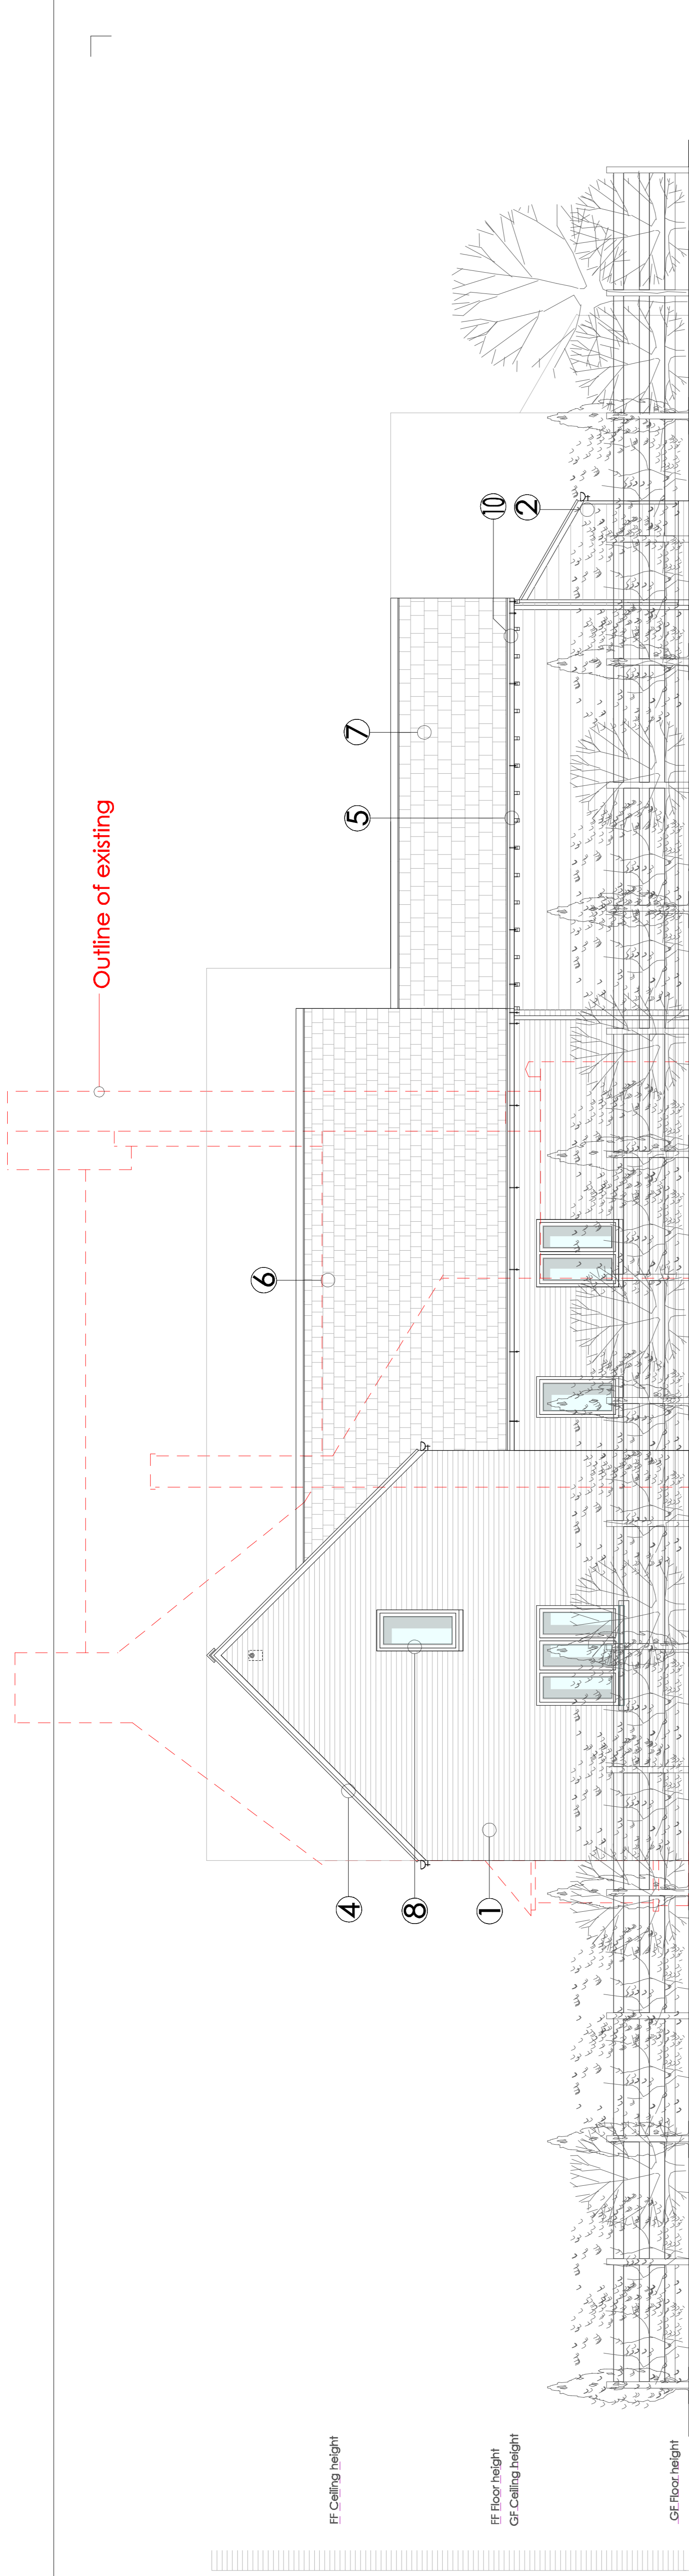 Outline of existing
10
2
7
5
6
4
8
1
FF Ceiling height
FF Floor height
GF Ceiling height
GF Floor height